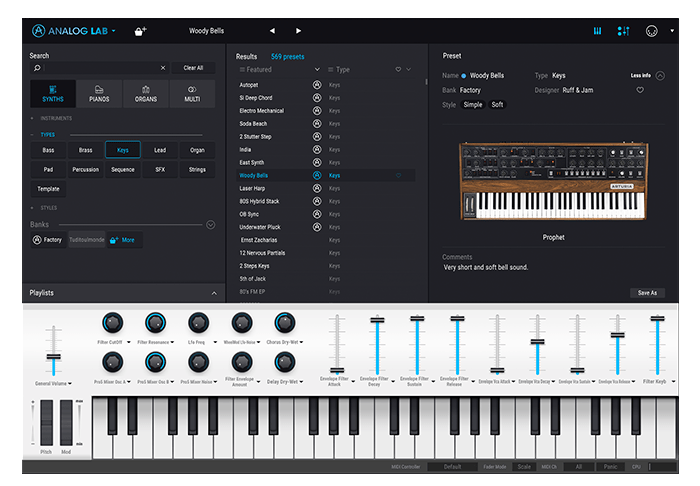 ANALOG LAB
Woody Bells
Search
Clear All
SYNTHS
PIANOS
ORGANS
MULTI
INSTRUMENTS
TYPES
Bass
Brass
Keys
Lead
Organ
Pad
Percussion
Sequence
SFX
Strings
Template
STYLES
Banks
Factory
Tuditoulmonde
More
Playlists
Results 569 presets
Featured Type
Autopet Keys
Si Deep Chord Keys
Electro Mechanical Keys
Soda Beach Keys
2 Stutter Step Keys
India Keys
East Synth Keys
Woody Bells Keys
Laser Harp Keys
80S Hybrid Stack Keys
OB Sync Keys
Underwater Pluck Keys
Ernst Zacharias Keys
12 Nervous Partials Keys
2 Steps Keys Keys
5th of Jack Keys
80's FM EP Keys
Preset
Name Woody Bells Type Keys Less info
Bank Factory Designer Ruff & Jam
Style Simple Soft
ARTURIA
Prophet
Comments
Very short and soft bell sound.
Save As
General Volume
Filter CutOff
Filter Resonance
Lfo Freq
WeelMod Lfo Nose
Chorus Dry-Wet
Pro5 Mixer Osc A
Pro5 Mixer Osc B
Pro5 Mixer Noise
Filter Envelope Amount
Delay Dry-Wet
Envelope Filter Attack
Envelope Filter Decay
Envelope Filter Sustain
Envelope Filter Release
Envelope Vca Attack
Envelope Vca Decay
Envelope Vca Sustain
Envelope Vca Release
Filter Keyb
Pitch
Mod
MIDI Controller Default Fader Mode Scale MIDI Ch All Panic CPU